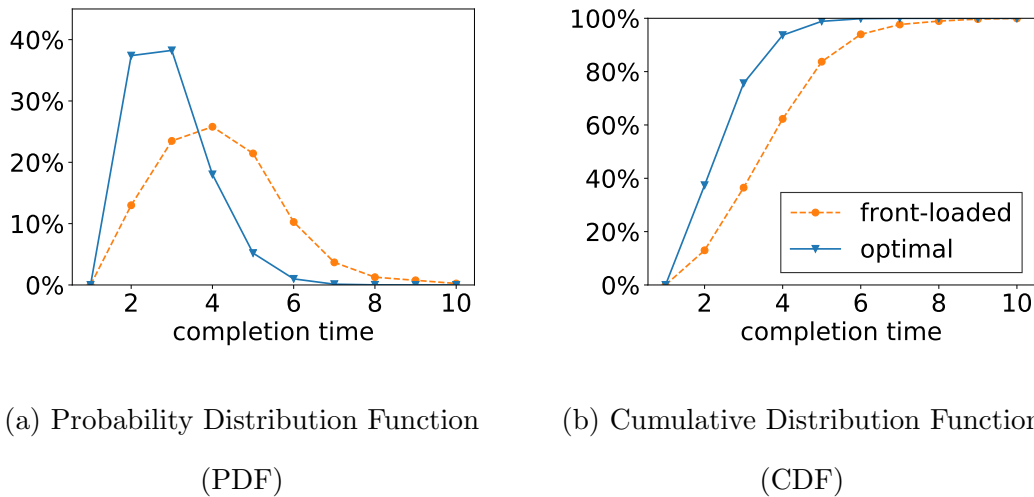 40%
30%
20%
10%
0%
2 4 6 8 10
completion time
100%
80%
60%
40%
20%
0%
front-loaded
optimal
2 4 6 8 10
completion time
(a) Probability Distribution Function
(PDF)
(b) Cumulative Distribution Function
(CDF)